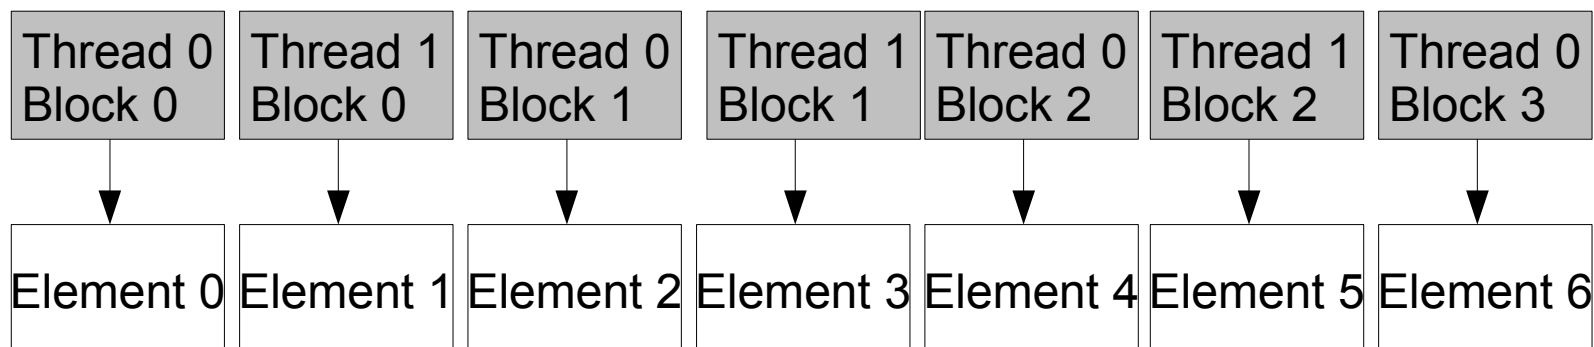 Thread 0
Block 0
Thread 1
Block 0
Thread 0
Block 1
Thread 1
Block 1
Thread 0
Block 2
Thread 1
Block 2
Thread 0
Block 3
Element 0
Element 1
Element 2
Element 3
Element 4
Element 5
Element 6